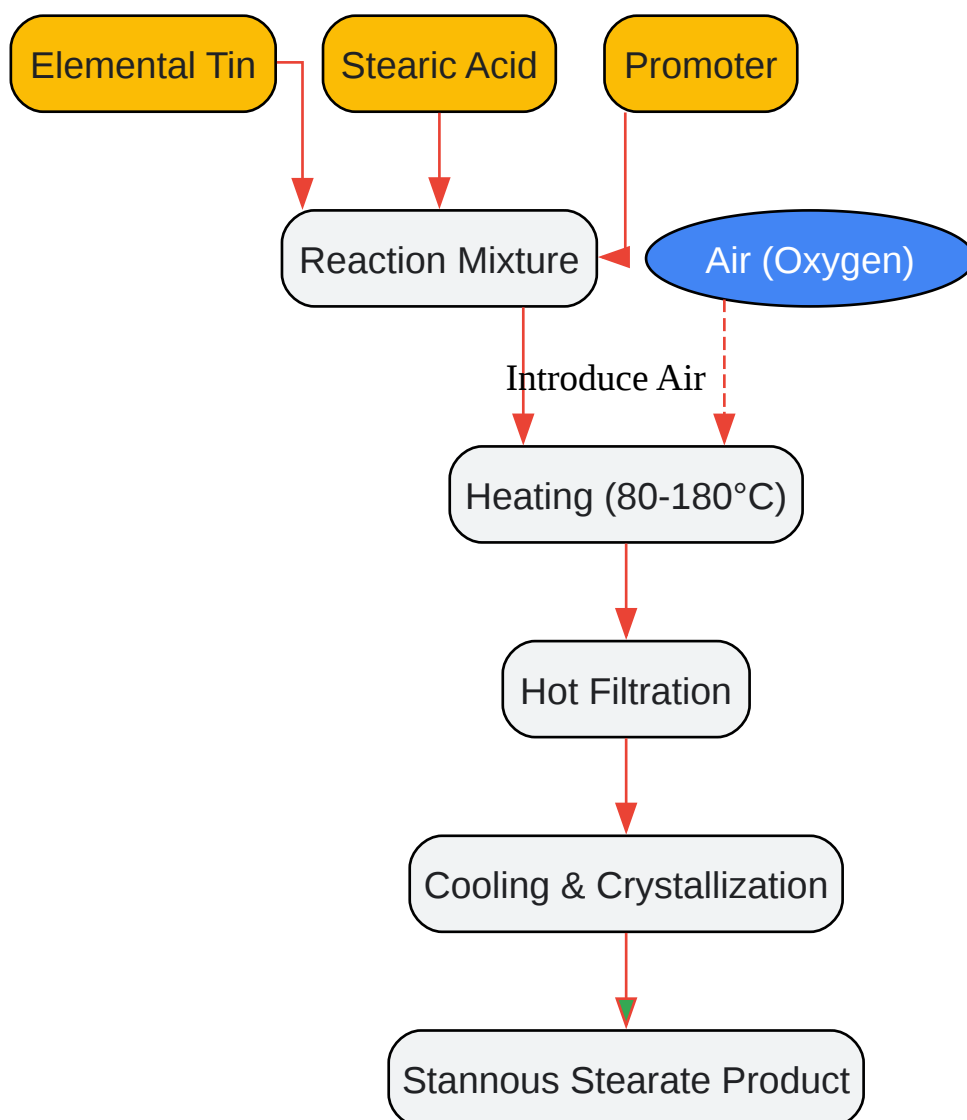 Elemental Tin
Stearic Acid
Promoter
Reaction Mixture
Air (Oxygen)
Introduce Air
Heating (80-180°C)
Hot Filtration
Cooling & Crystallization
Stannous Stearate Product